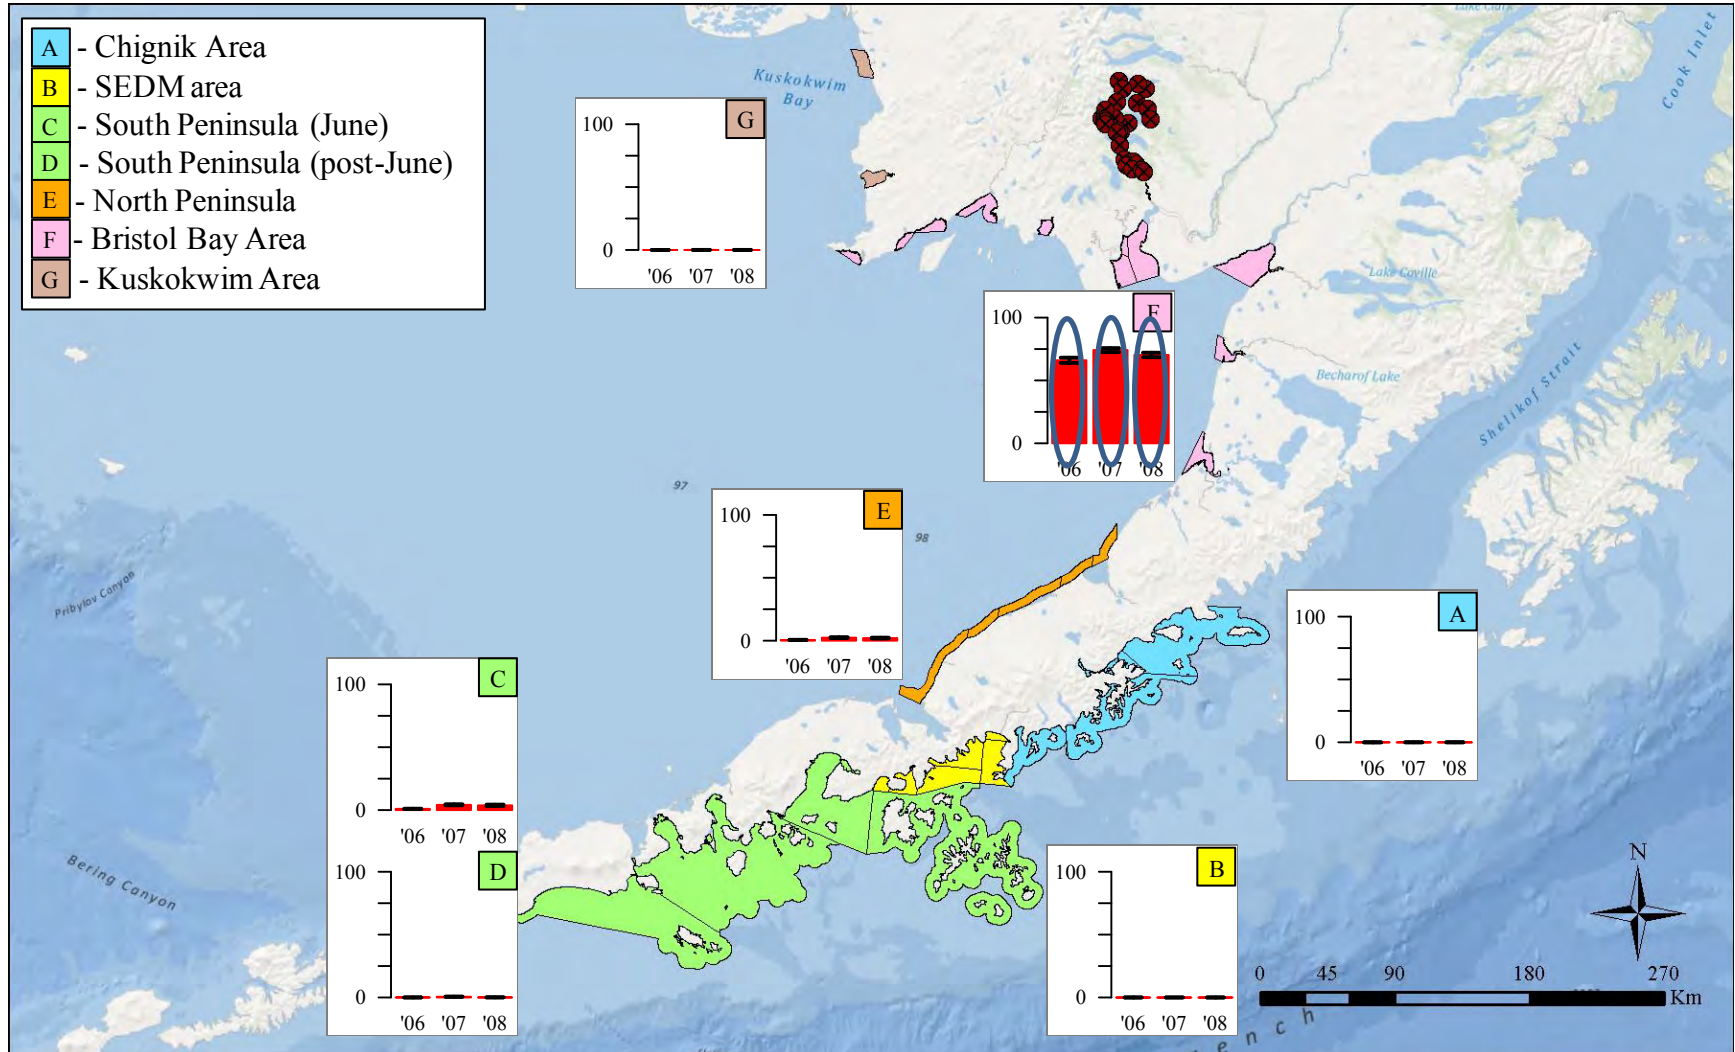 A - Chignik Area
B - SEDM area
C - South Peninsula (June)
D - South Peninsula (post-June)
E - North Peninsula
F - Bristol Bay Area
G - Kuskokwim Area
Kuskokwim
Bay
Lake Clark
Cook Inlet
G
100
0
'06 '07 '08
Lake Coville
F
100
0
'06 '07 '08
Becharof Lake
Shelikof Strait
97
98
E
100
0
'06 '07 '08
Pribylov Canyon
A
100
0
'06 '07 '08
C
100
0
'06 '07 '08
D
100
0
'06 '07 '08
Bering Canyon
B
100
0
'06 '07 '08
N
0 45 90 180 270
Km